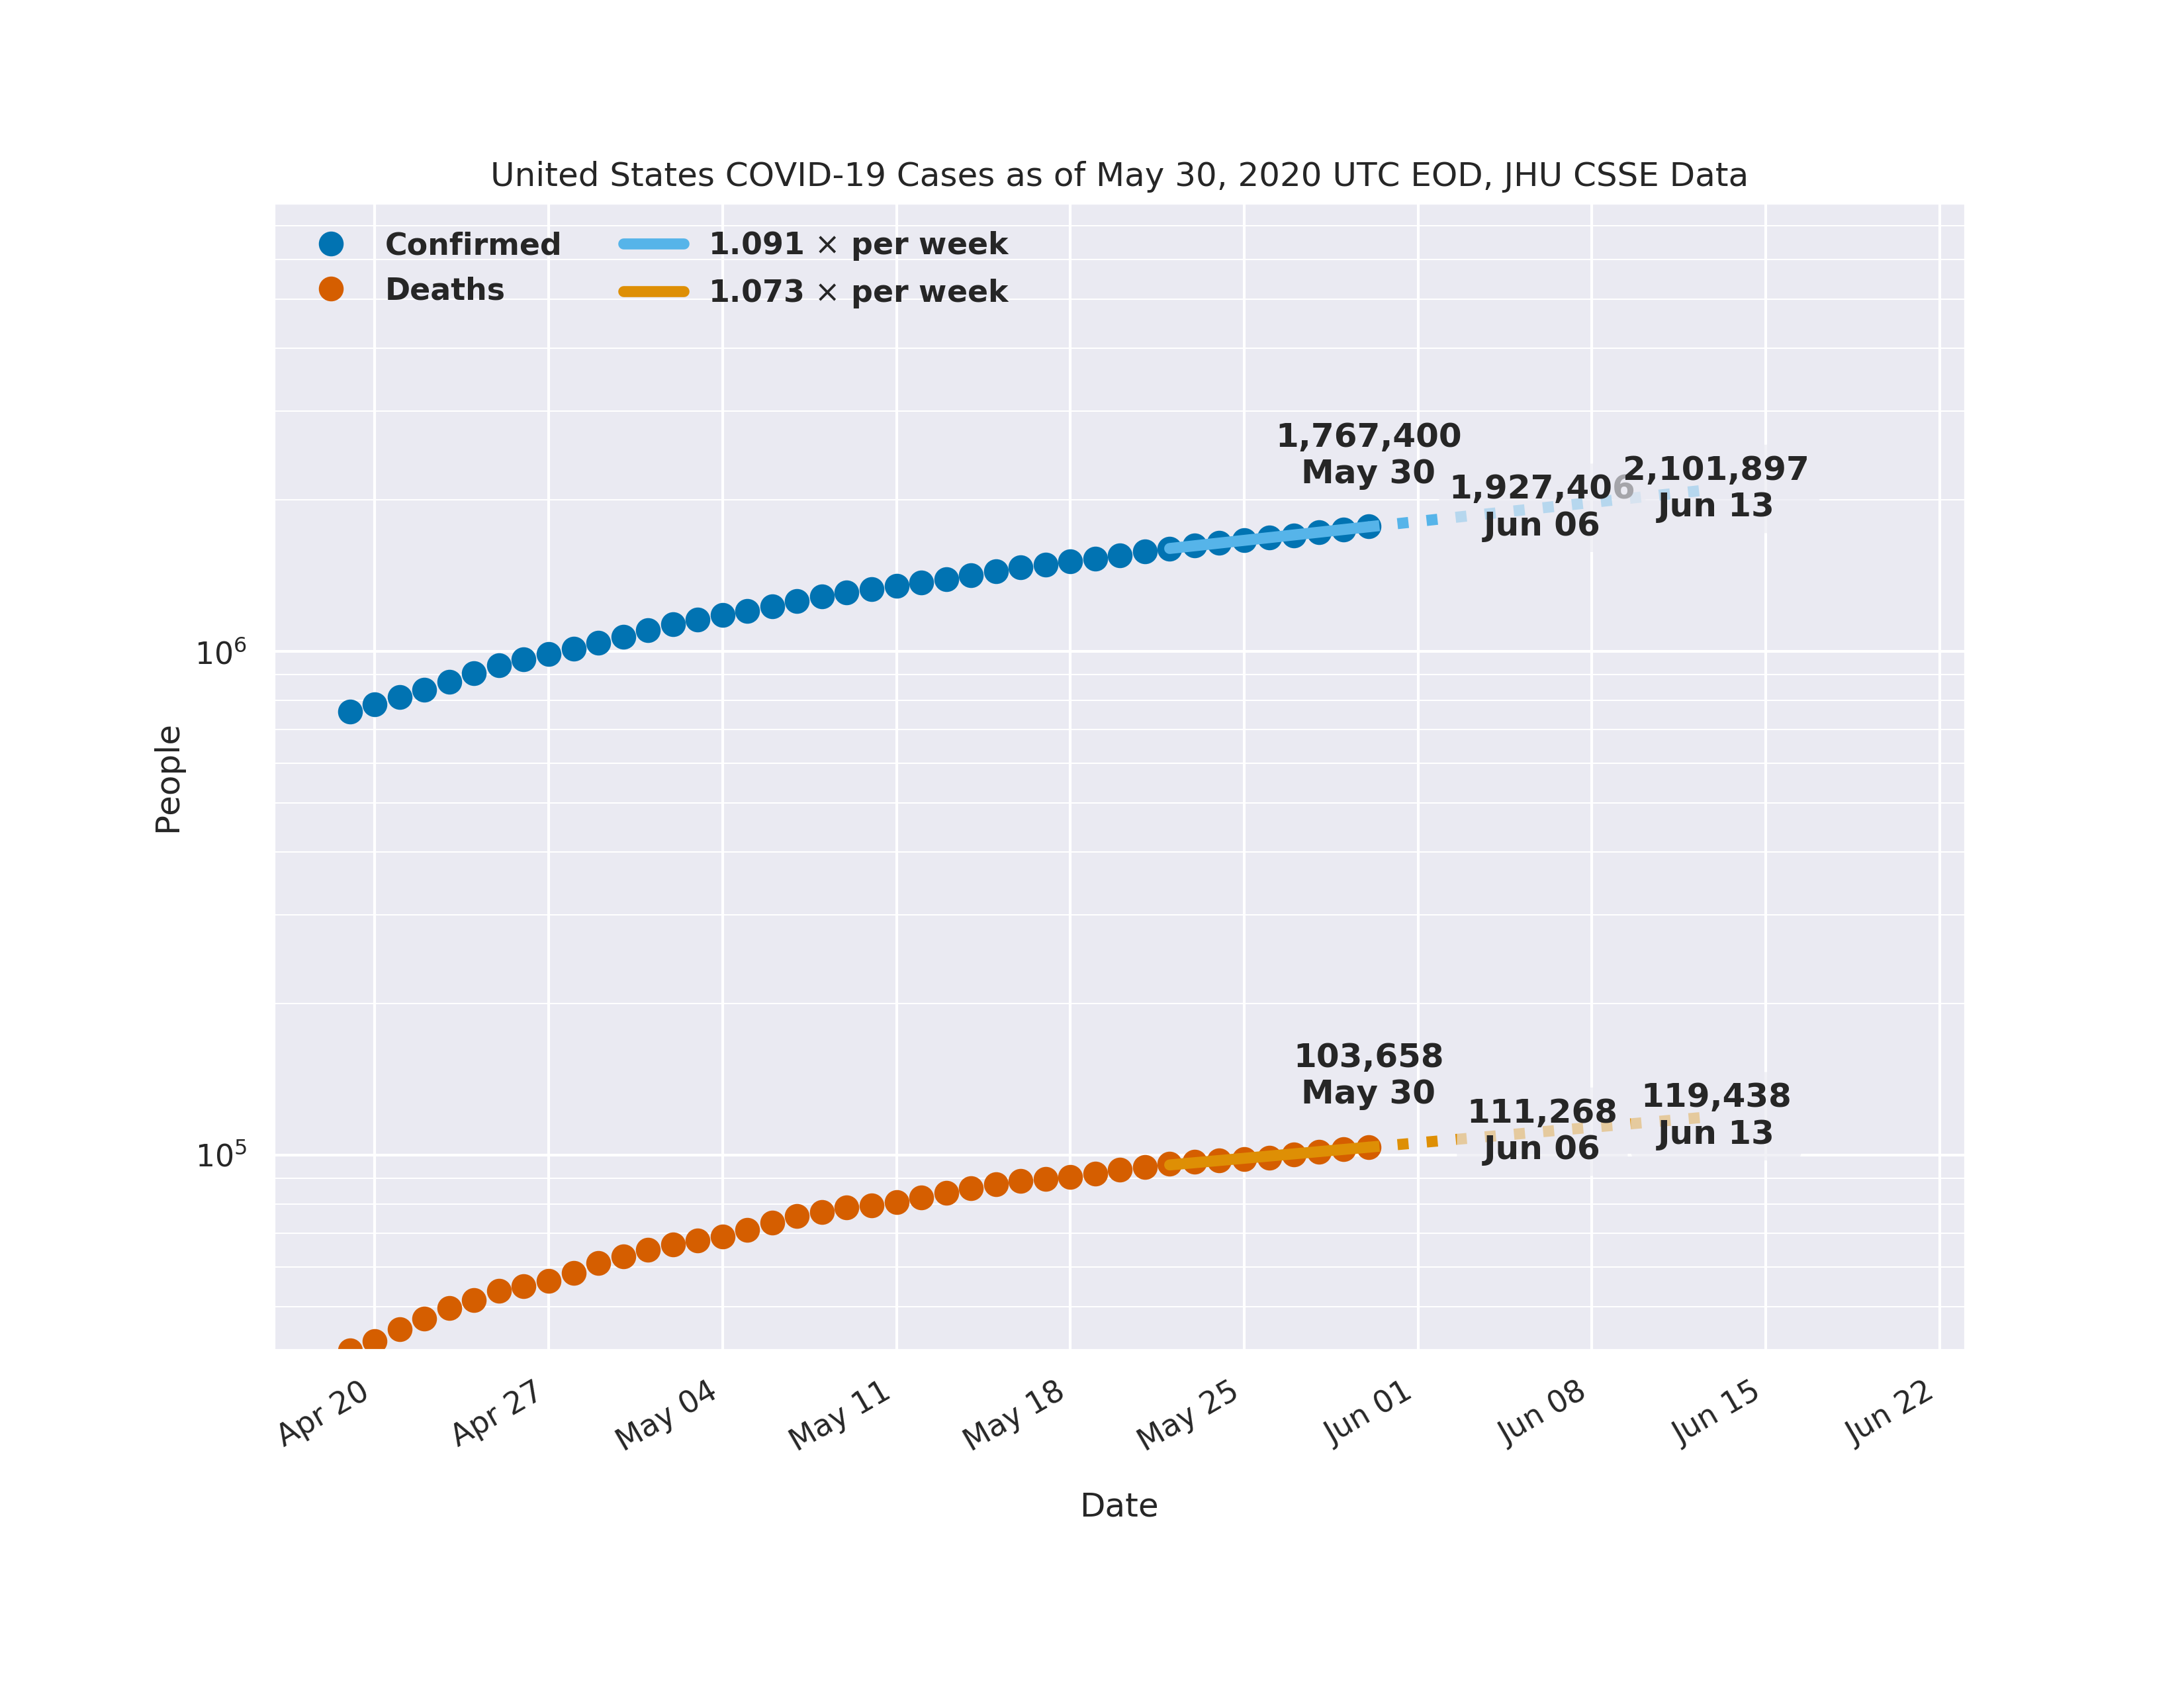 United States COVID-19 Cases as of May 30, 2020 UTC EOD, JHU CSSE Data
Confirmed
Deaths
1.091 × per week
1.073 × per week
1,767,400
May 30
1,927,406
Jun 06
2,101,897
Jun 13
103,658
May 30
111,268
Jun 06
119,438
Jun 13
10⁶
10⁵
People
Apr 20
Apr 27
May 04
May 11
May 18
May 25
Jun 01
Jun 08
Jun 15
Jun 22
Date